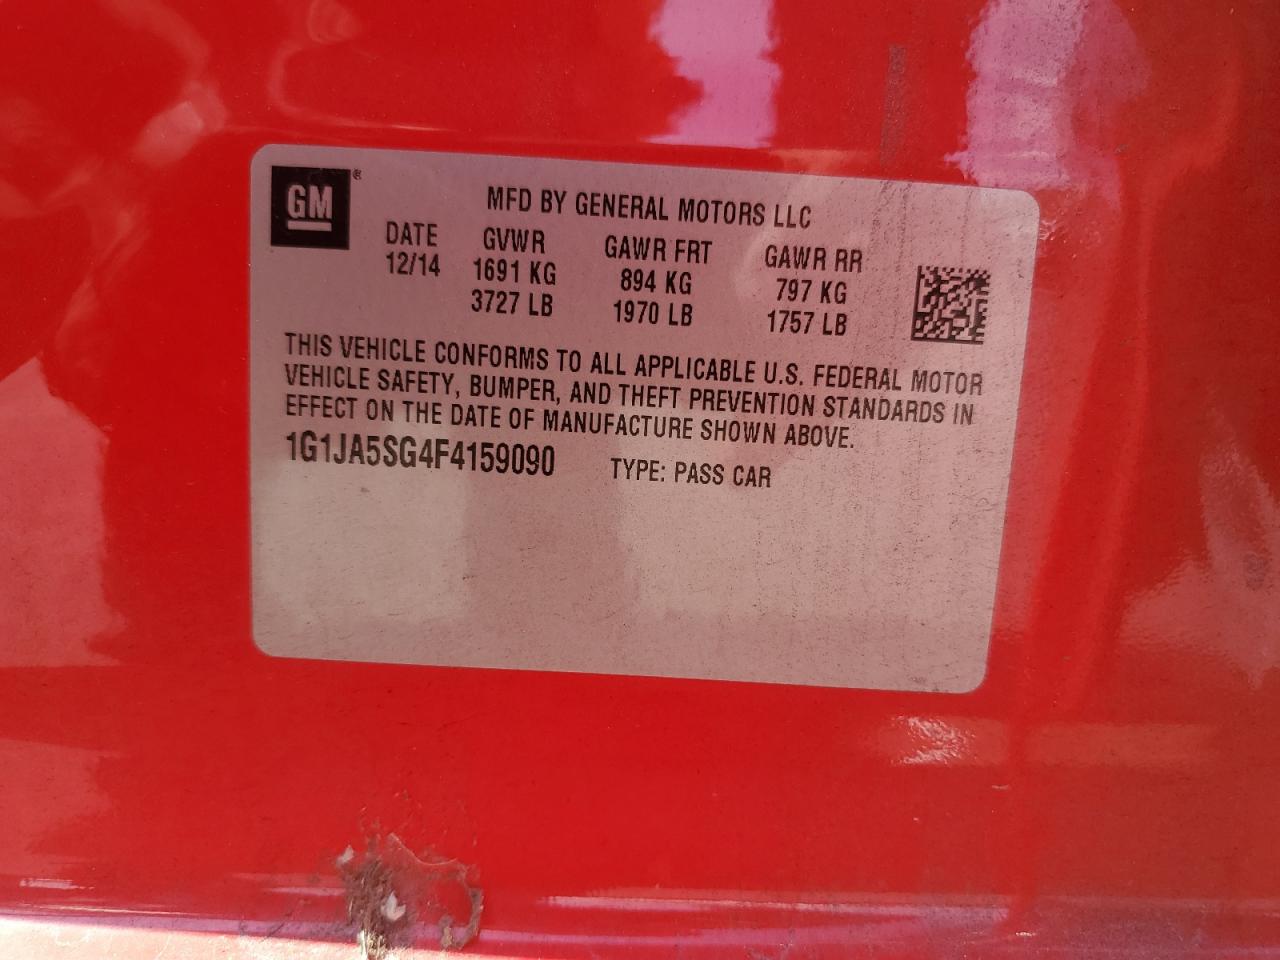 GM®
MFD BY GENERAL MOTORS LLC
DATE GVWR GAWR FRT GAWR RR
12/14 1691 KG 894 KG 797 KG
3727 LB 1970 LB 1757 LB
THIS VEHICLE CONFORMS TO ALL APPLICABLE U.S. FEDERAL MOTOR
VEHICLE SAFETY, BUMPER, AND THEFT PREVENTION STANDARDS IN
EFFECT ON THE DATE OF MANUFACTURE SHOWN ABOVE.
1G1JA5SG4F4159090 TYPE: PASS CAR